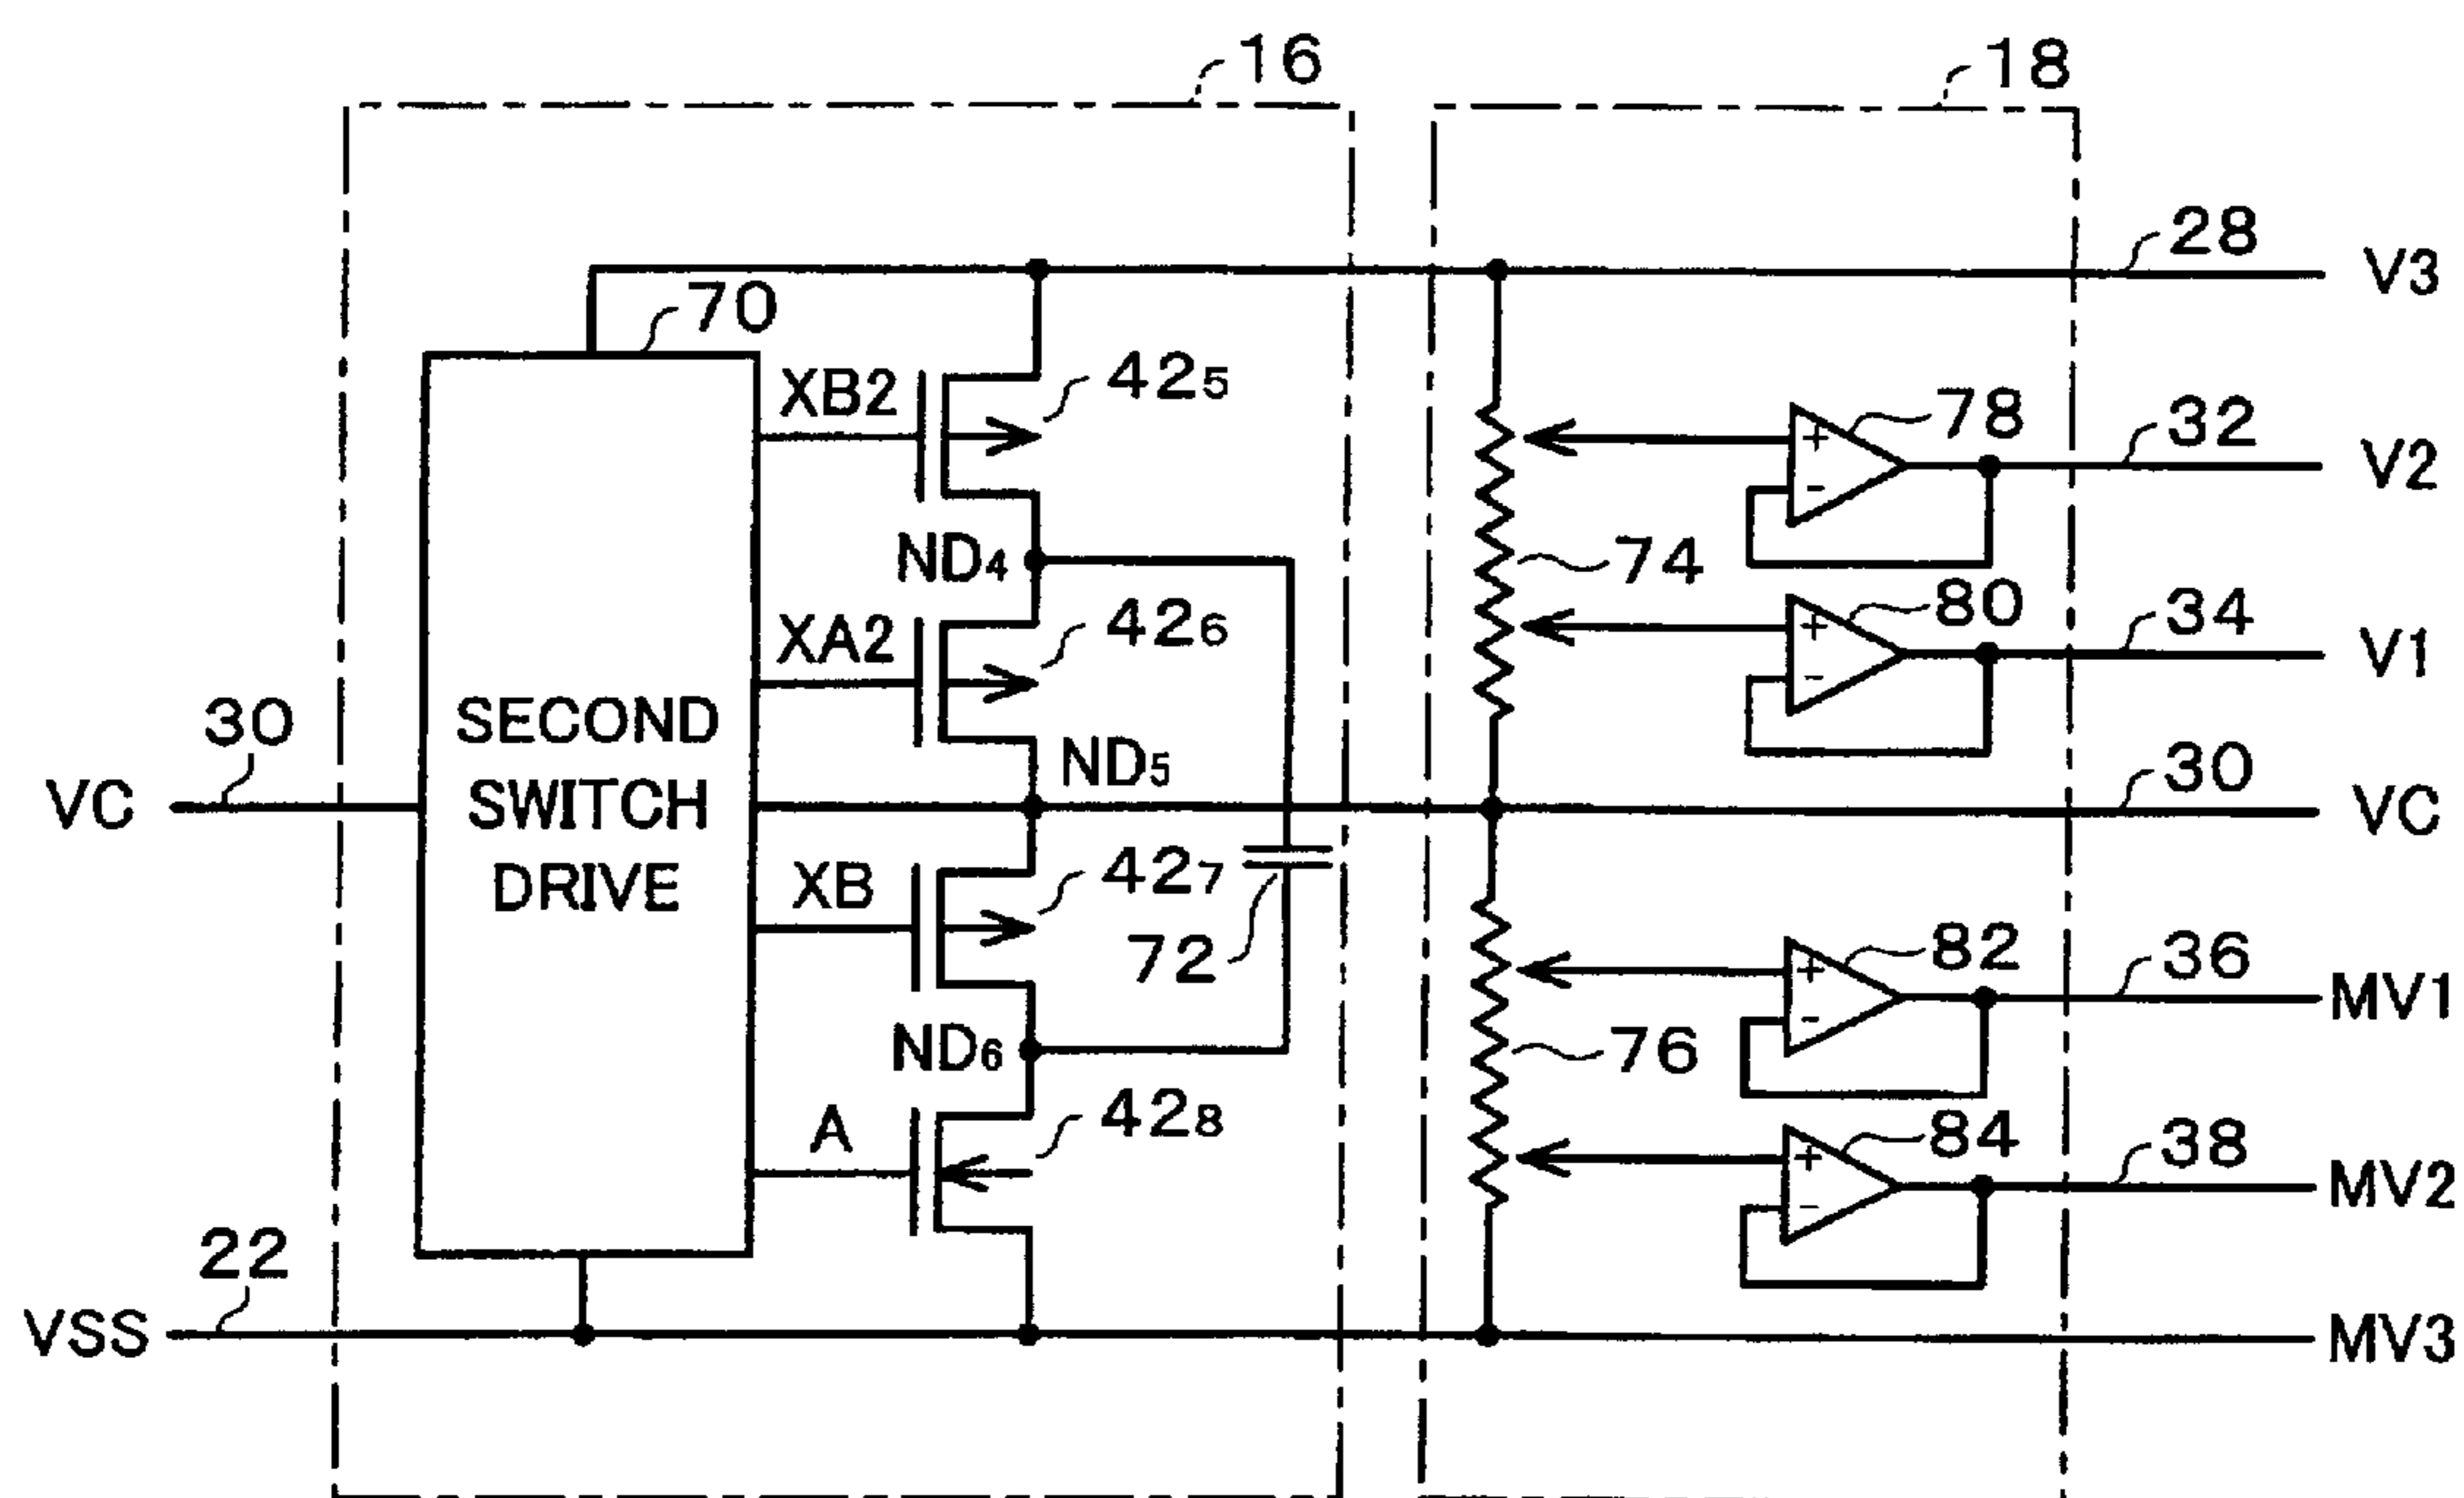 16
18
28
V3
70
XB2
42₅
78
32
V2
ND₄
74
XA2
42₆
80
34
V1
30
VC
SECOND
SWITCH
DRIVE
ND₅
30
VC
XB
42₇
72
82
36
MV1
ND₆
76
A
42₈
84
38
MV2
22
VSS
MV3
+
-
+
-
+
-
+
-